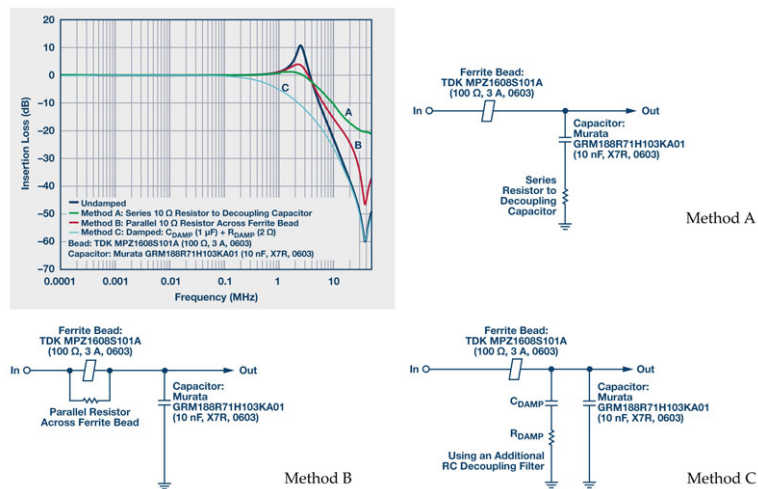 20
10
0
−10
−20
−30
−40
−50
−60
−70
Insertion Loss (dB)
C
A
B
Undamped
Method A: Series 10 Ω Resistor to Decoupling Capacitor
Method B: Parallel 10 Ω Resistor Across Ferrite Bead
Method C: Damped: CDAMP (1 µF) + RDAMP (2 Ω)
Bead: TDK MPZ1608S101A (100 Ω, 3 A, 0603)
Capacitor: Murata GRM188R71H103KA01 (10 nF, X7R, 0603)
0.0001
0.001
0.01
0.1
1
10
Frequency (MHz)
Ferrite Bead:
TDK MPZ1608S101A
(100 Ω, 3 A, 0603)
In
Out
Capacitor:
Murata
GRM188R71H103KA01
(10 nF, X7R, 0603)
Series
Resistor to
Decoupling
Capacitor
Method A
Ferrite Bead:
TDK MPZ1608S101A
(100 Ω, 3 A, 0603)
In
Out
Parallel Resistor
Across Ferrite Bead
Capacitor:
Murata
GRM188R71H103KA01
(10 nF, X7R, 0603)
Method B
Ferrite Bead:
TDK MPZ1608S101A
(100 Ω, 3 A, 0603)
In
Out
CDAMP
RDAMP
Using an Additional
RC Decoupling Filter
Capacitor:
Murata
GRM188R71H103KA01
(10 nF, X7R, 0603)
Method C